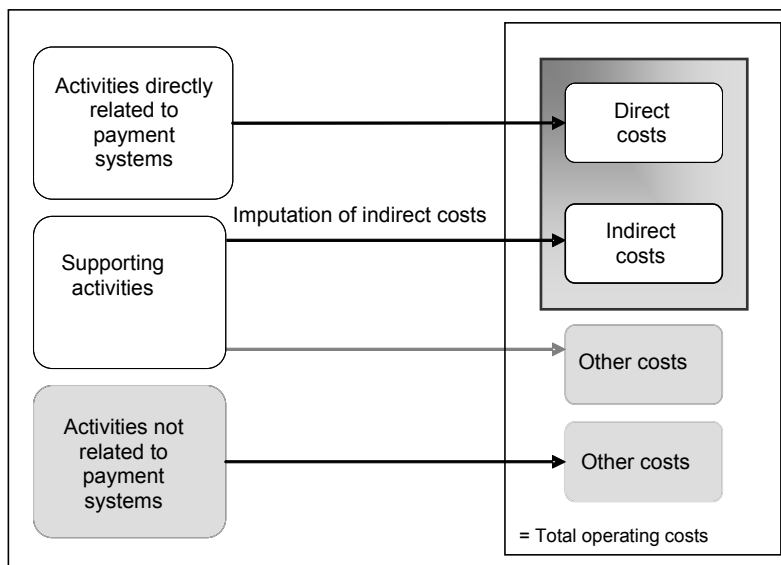 Activities directly
related to
payment
systems
Direct
costs
Imputation of indirect costs
Supporting
activities
Indirect
costs
Other costs
Activities not
related to
payment
systems
Other costs
= Total operating costs